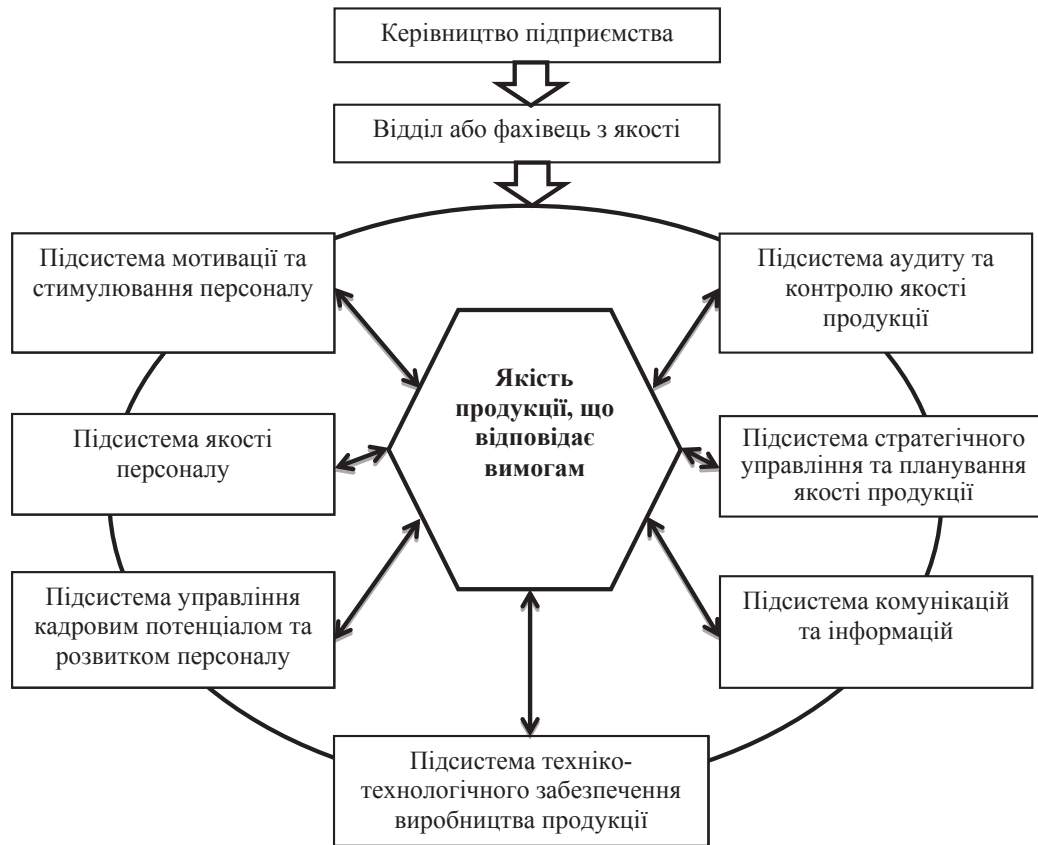 Керівництво підприємства
Відділ або фахівець з якості
Підсистема мотивації та
стимулювання персоналу
Підсистема аудиту та
контролю якості
продукції
Якість
продукції, що
відповідає
вимогам
Підсистема якості
персоналу
Підсистема стратегічного
управління та планування
якості продукції
Підсистема управління
кадровим потенціалом та
розвитком персоналу
Підсистема комунікацій
та інформацій
Підсистема техніко-
технологічного забезпечення
виробництва продукції